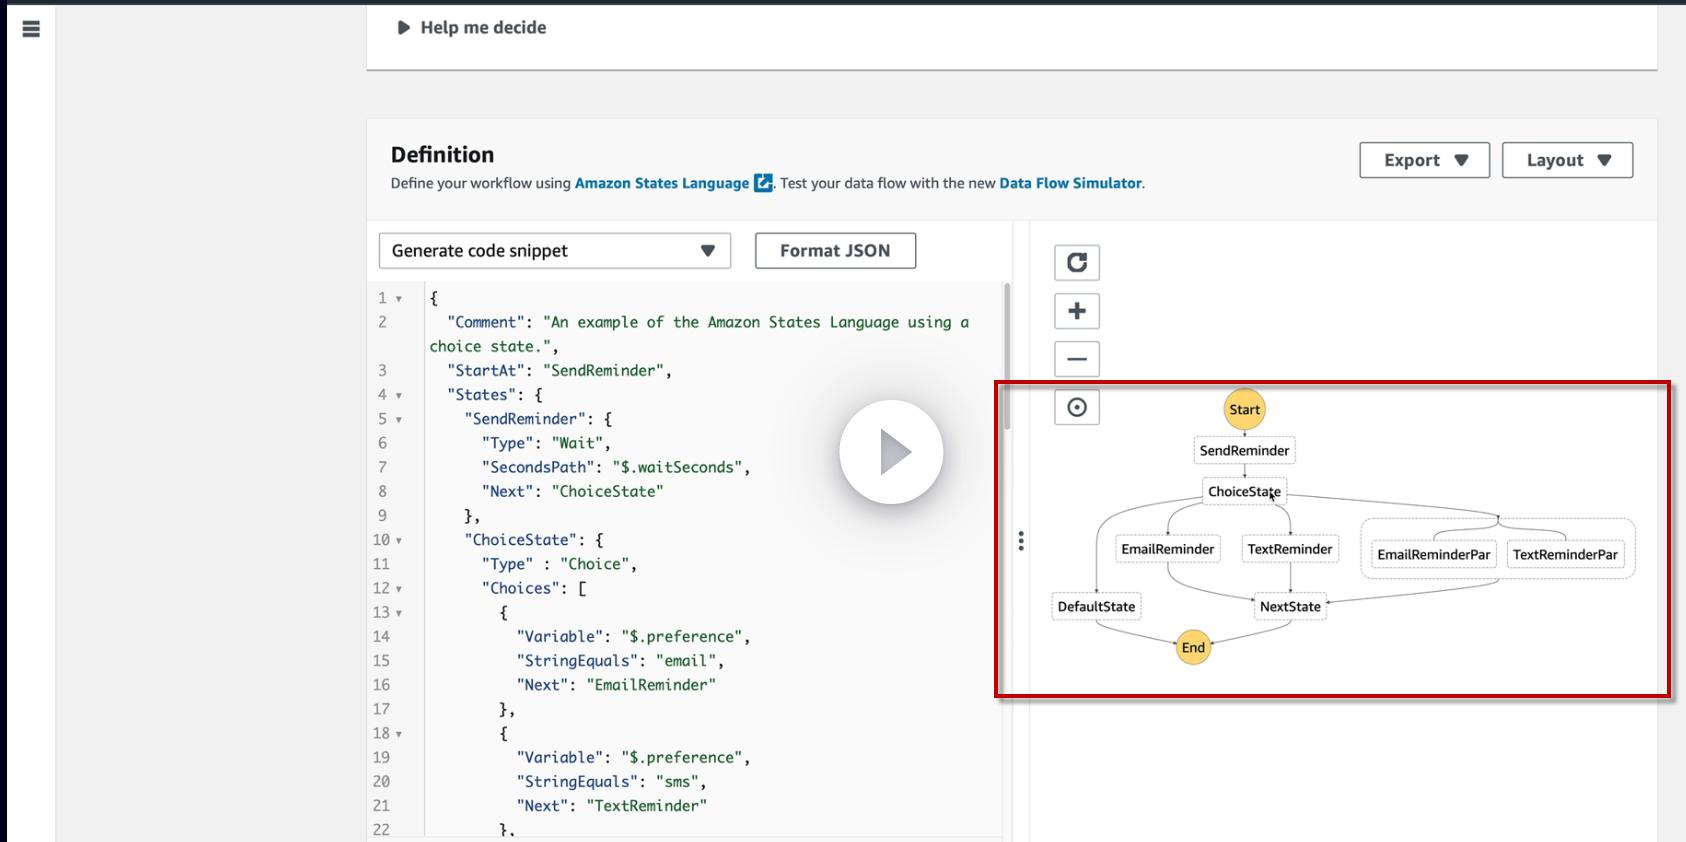 Help me decide
Definition
Define your workflow using Amazon States Language . Test your data flow with the new Data Flow Simulator.
Export
Layout
Generate code snippet
Format JSON
1 {
2 "Comment": "An example of the Amazon States Language using a
choice state.",
3 "StartAt": "SendReminder",
4 "States": {
5 "SendReminder": {
6 "Type": "Wait",
7 "SecondsPath": "$.waitSeconds",
8 "Next": "ChoiceState"
9 },
10 "ChoiceState": {
11 "Type" : "Choice",
12 "Choices": [
13 {
14 "Variable": "$.preference",
15 "StringEquals": "email",
16 "Next": "EmailReminder"
17 },
18 {
19 "Variable": "$.preference",
20 "StringEquals": "sms",
21 "Next": "TextReminder"
22 },
Start
SendReminder
ChoiceState
EmailReminder
TextReminder
EmailReminderPar
TextReminderPar
DefaultState
NextState
End